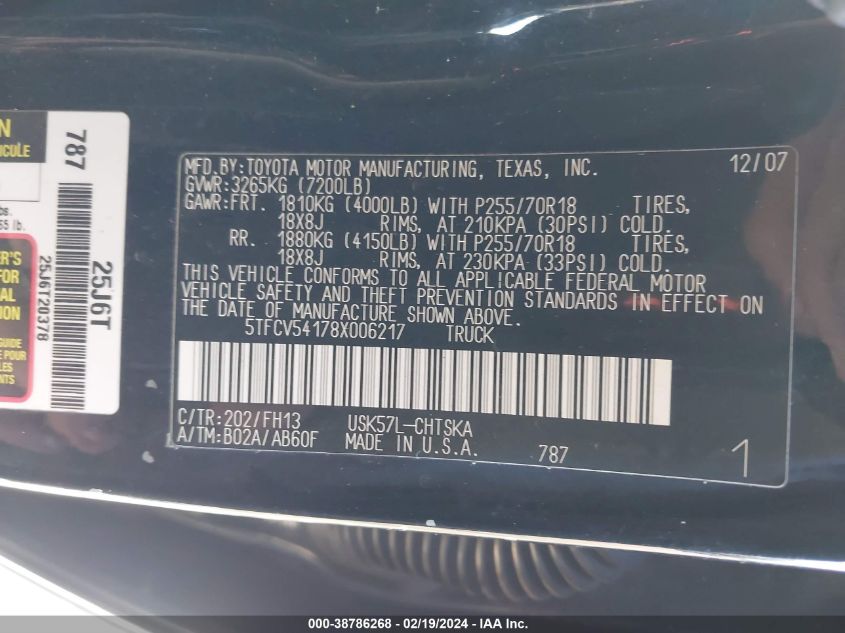 MFD.BY:TOYOTA MOTOR MANUFACTURING, TEXAS, INC. 12/07
GVWR:3265KG (7200LB)
GAWR:FRT. 1810KG (4000LB) WITH P255/70R18 TIRES,
18X8J RIMS, AT 210KPA (30PSI) COLD.
RR. 1880KG (4150LB) WITH P255/70R18 TIRES,
18X8J RIMS, AT 230KPA (33PSI) COLD.
THIS VEHICLE CONFORMS TO ALL APPLICABLE FEDERAL MOTOR
VEHICLE SAFETY AND THEFT PREVENTION STANDARDS IN EFFECT ON
THE DATE OF MANUFACTURE SHOWN ABOVE.
5TFCV54178X006217 TRUCK
C/TR:202/FH13 USK57L-CHTSKA
A/TM:B02A/AB60F MADE IN U.S.A. 787 1
787
25J6T
25J6T20378
000-38786268 - 02/19/2024 - IAAI.com